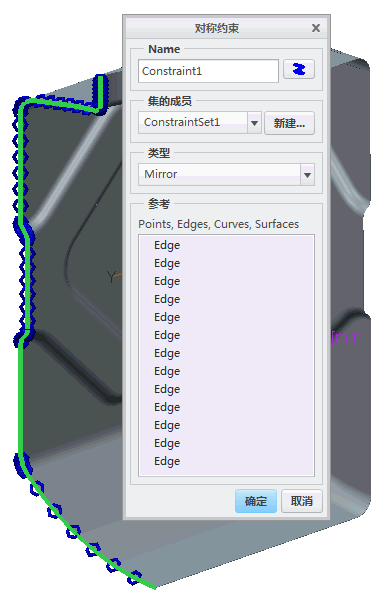 对称约束
Name
Constraint1
集的成员
ConstraintSet1
新建...
类型
Mirror
参考
Points, Edges, Curves, Surfaces
Edge
Edge
Edge
Edge
Edge
Edge
Edge
Edge
Edge
Edge
Edge
Edge
Edge
确定
取消
Y